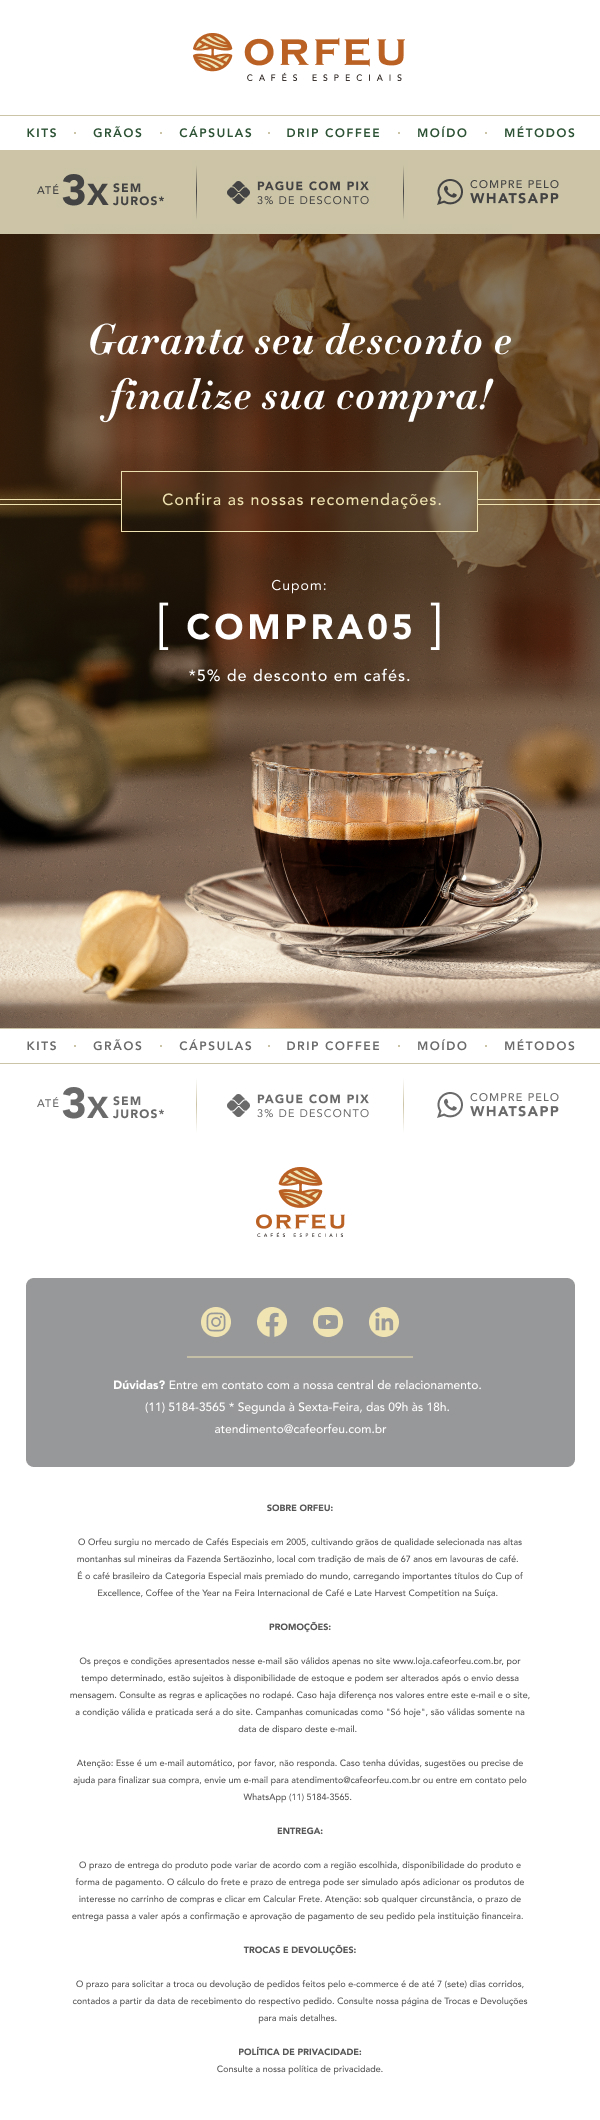 ORFEU
CAFÉS ESPECIAIS
KITS · GRÃOS · CÁPSULAS · DRIP COFFEE · MOÍDO · MÉTODOS
ATÉ 3X SEM JUROS*
PAGUE COM PIX
3% DE DESCONTO
COMPRE PELO
WHATSAPP
Garanta seu desconto e
finalize sua compra!
Confira as nossas recomendações.
Cupom:
[ COMPRA05 ]
*5% de desconto em cafés.
KITS · GRÃOS · CÁPSULAS · DRIP COFFEE · MOÍDO · MÉTODOS
ATÉ 3X SEM JUROS*
PAGUE COM PIX
3% DE DESCONTO
COMPRE PELO
WHATSAPP
ORFEU
CAFÉS ESPECIAIS
Dúvidas? Entre em contato com a nossa central de relacionamento.
(11) 5184-3565 * Segunda à Sexta-Feira, das 09h às 18h.
atendimento@cafeorfeu.com.br
SOBRE ORFEU:
O Orfeu surgiu no mercado de Cafés Especiais em 2005, cultivando grãos de qualidade selecionada nas altas
montanhas sul mineiras da Fazenda Sertãozinho, local com tradição de mais de 67 anos em lavouras de café.
É o café brasileiro da Categoria Especial mais premiado do mundo, carregando importantes títulos do Cup of
Excellence, Coffee of the Year na Feira Internacional de Café e Late Harvest Competition na Suíça.
PROMOÇÕES:
Os preços e condições apresentados nesse e-mail são válidos apenas no site www.loja.cafeorfeu.com.br, por
tempo determinado, estão sujeitos à disponibilidade de estoque e podem ser alterados após o envio dessa
mensagem. Consulte as regras e aplicações no rodapé. Caso haja diferença nos valores entre este e-mail e o site,
a condição válida e praticada será a do site. Campanhas comunicadas como "Só hoje", são válidas somente na
data de disparo deste e-mail.
Atenção: Esse é um e-mail automático, por favor, não responda. Caso tenha dúvidas, sugestões ou precise de
ajuda para finalizar sua compra, envie um e-mail para atendimento@cafeorfeu.com.br ou entre em contato pelo
WhatsApp (11) 5184-3565.
ENTREGA:
O prazo de entrega do produto pode variar de acordo com a região escolhida, disponibilidade do produto e
forma de pagamento. O cálculo do frete e prazo de entrega pode ser simulado após adicionar os produtos de
interesse no carrinho de compras e clicar em Calcular Frete. Atenção: sob qualquer circunstância, o prazo de
entrega passa a valer após a confirmação e aprovação de pagamento de seu pedido pela instituição financeira.
TROCAS E DEVOLUÇÕES:
O prazo para solicitar a troca ou devolução de pedidos feitos pelo e-commerce é de até 7 (sete) dias corridos,
contados a partir da data de recebimento do respectivo pedido. Consulte nossa página de Trocas e Devoluções
para mais detalhes.
POLÍTICA DE PRIVACIDADE:
Consulte a nossa política de privacidade.